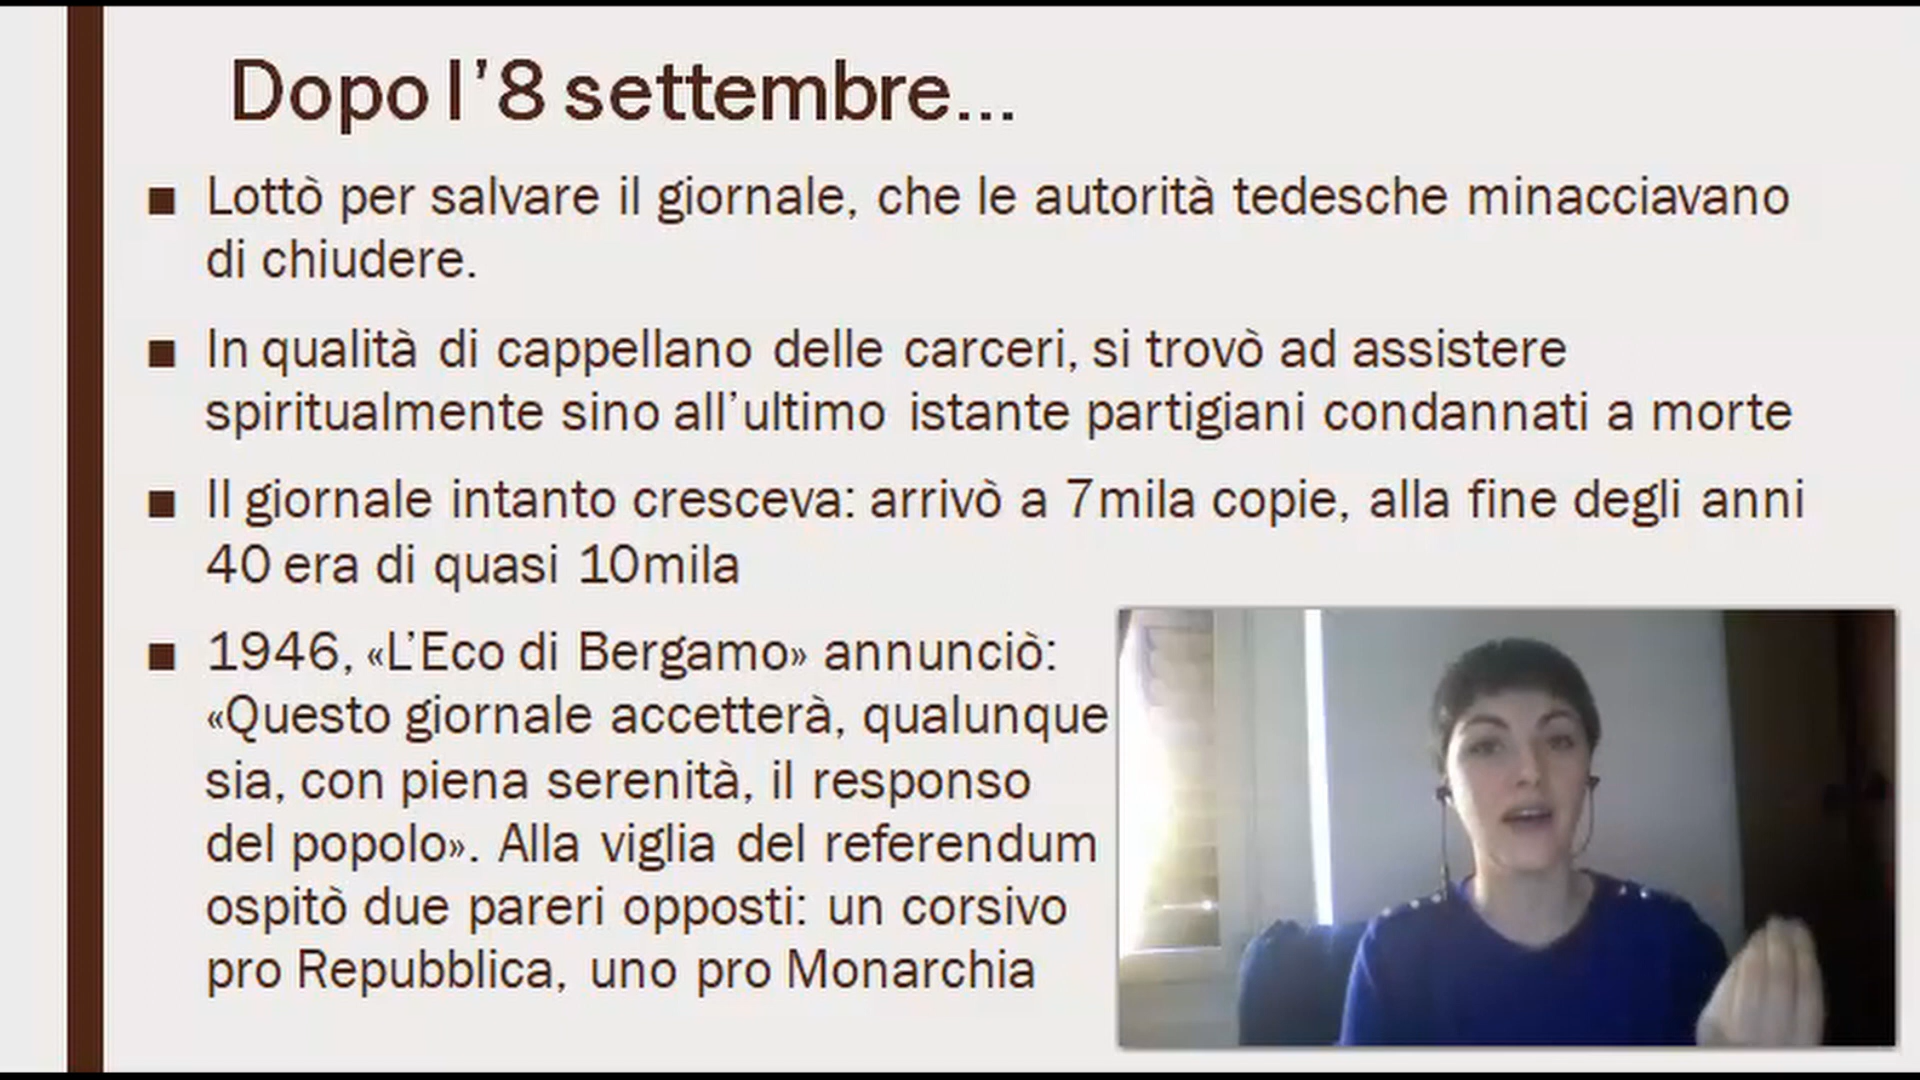 Dopo l’8 settembre...
Lottò per salvare il giornale, che le autorità tedesche minacciavano
di chiudere.
In qualità di cappellano delle carceri, si trovò ad assistere
spiritualmente sino all’ultimo istante partigiani condannati a morte
Il giornale intanto cresceva: arrivò a 7mila copie, alla fine degli anni
40 era di quasi 10mila
1946, «L’Eco di Bergamo» annunciò:
«Questo giornale accetterà, qualunque
sia, con piena serenità, il responso
del popolo». Alla viglia del referendum
ospitò due pareri opposti: un corsivo
pro Repubblica, uno pro Monarchia